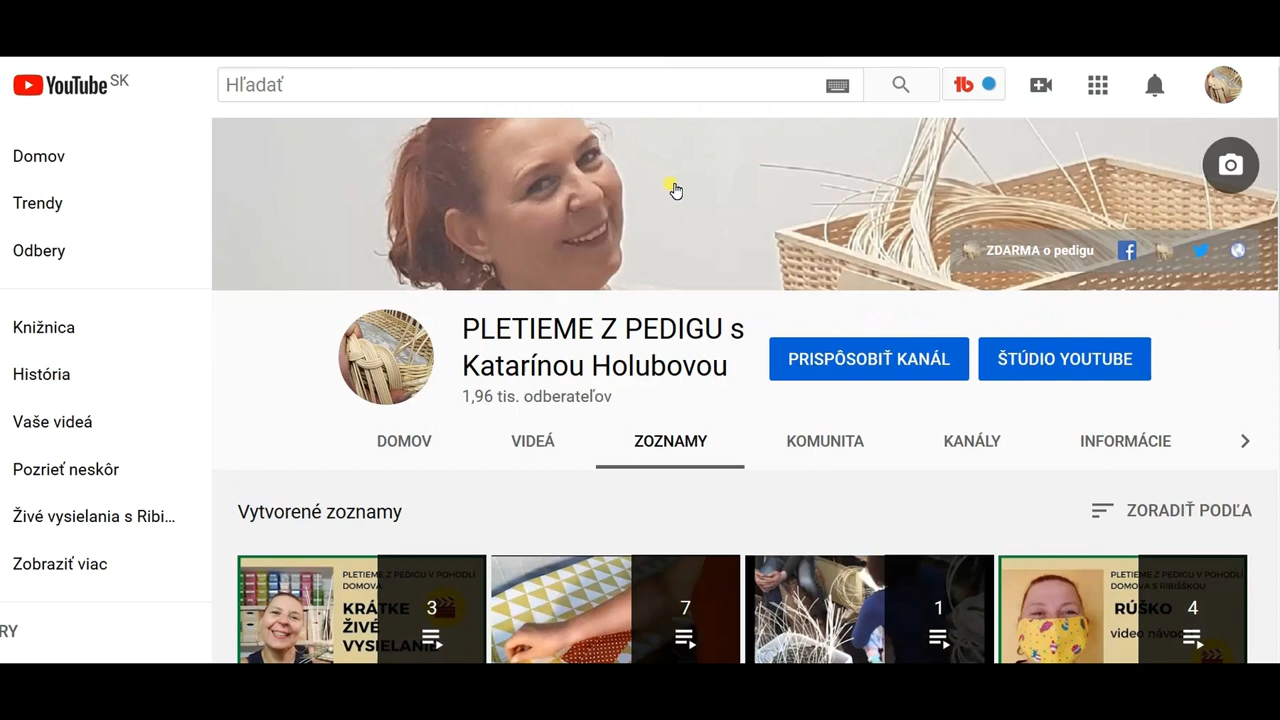 YouTube SK
Hľadať
Domov
Trendy
Odbery
Knižnica
História
Vaše videá
Pozrieť neskôr
Živé vysielania s Ribi...
Zobraziť viac
RY
ZDARMA o pedigu
PLETIEME Z PEDIGU s
Katarínou Holubovou
1,96 tis. odberateľov
PRISPÔSOBIŤ KANÁL
ŠTÚDIO YOUTUBE
DOMOV
VIDEÁ
ZOZNAMY
KOMUNITA
KANÁLY
INFORMÁCIE
Vytvorené zoznamy
ZORADIŤ PODĽA
PLETIEME Z PEDIGU V POHODLÍ
DOMOVA S RIBIŠŠKOU
KRÁTKE
ŽIVÉ
VYSIELANIE
3
7
1
PLETIEME Z PEDIGU V POHODLÍ
DOMOVA S RIBIŠŠKOU
RÚŠKO
video návod
4